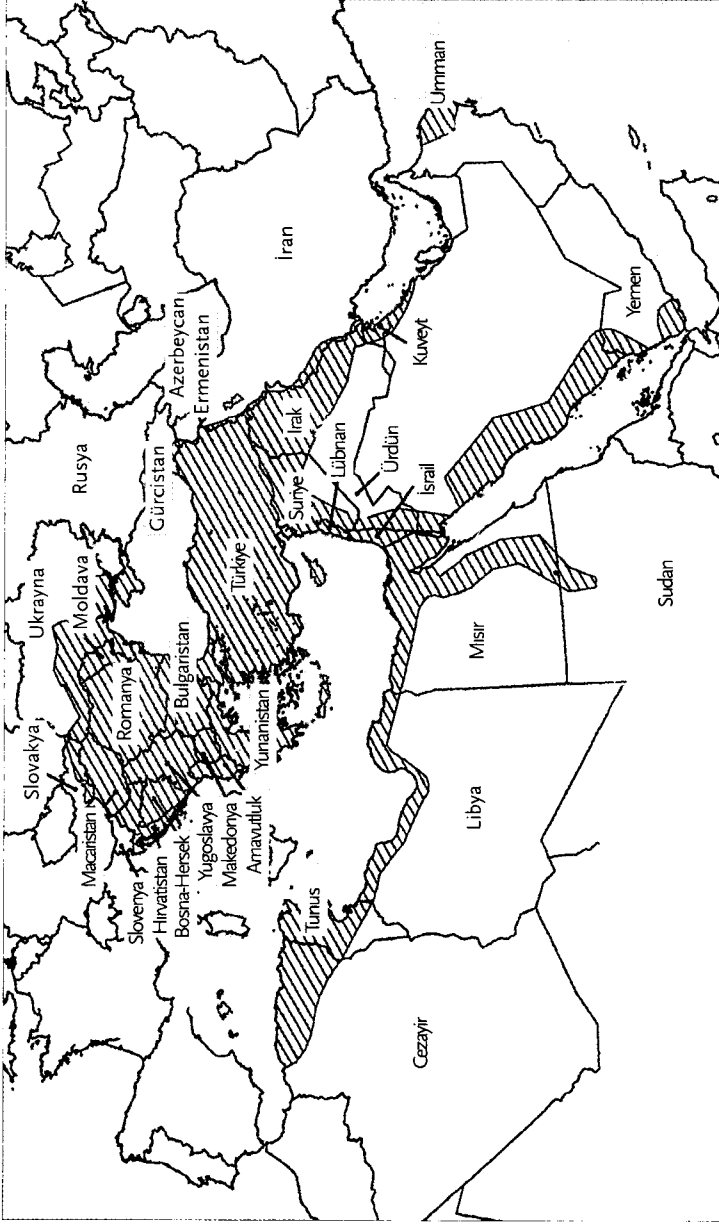 Slovakya
Ukrayna
Moldava
Rusya
Macaristan
Romanya
Gürcistan
Azerbeycan
Ermenistan
Slovenya
Hırvatistan
Bosna-Hersek
Yugoslavya
Makedonya
Arnavutluk
Bulgaristan
Yunanistan
Türkiye
İran
Suriye
Irak
Lübnan
Ürdün
İsrail
Kuveyt
Umman
Tunus
Cezayir
Libya
Mısır
Sudan
Yemen